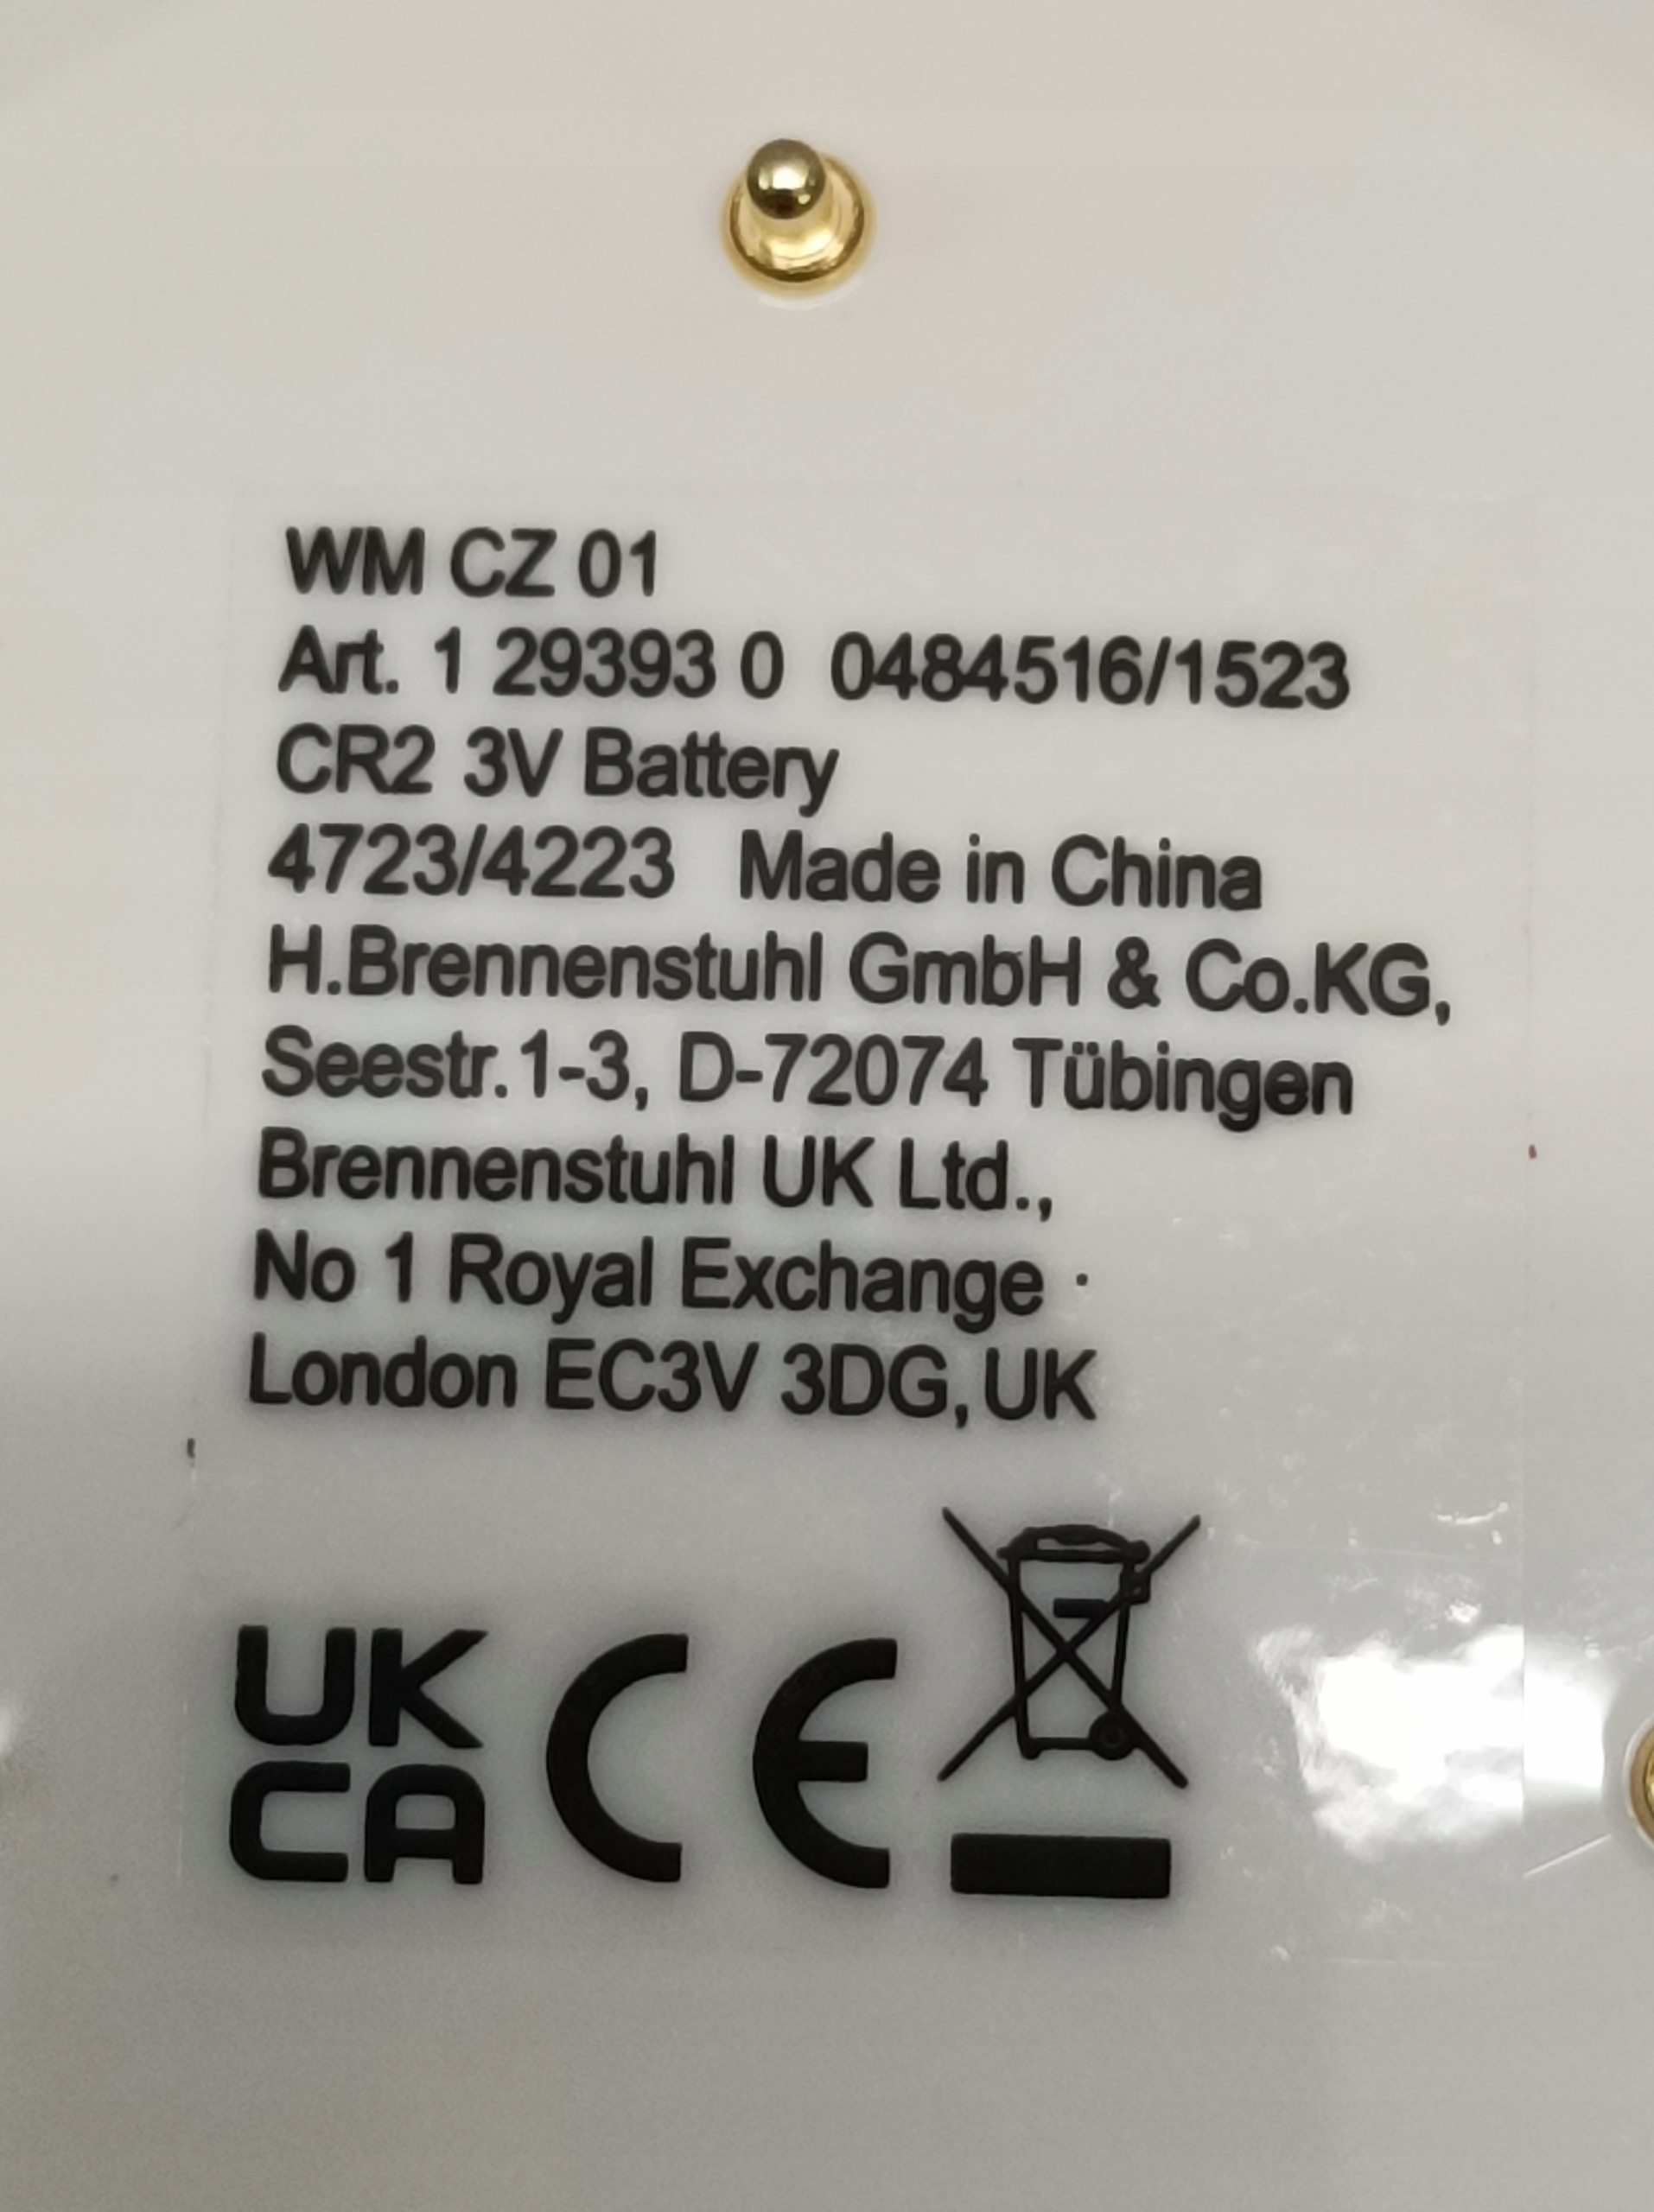 WM CZ 01
Art. 1 29393 0 0484516/1523
CR2 3V Battery
4723/4223 Made in China
H.Brennenstuhl GmbH & Co.KG,
Seestr.1-3, D-72074 Tübingen
Brennenstuhl UK Ltd.,
No 1 Royal Exchange ·
London EC3V 3DG,UK
UK
CA CE